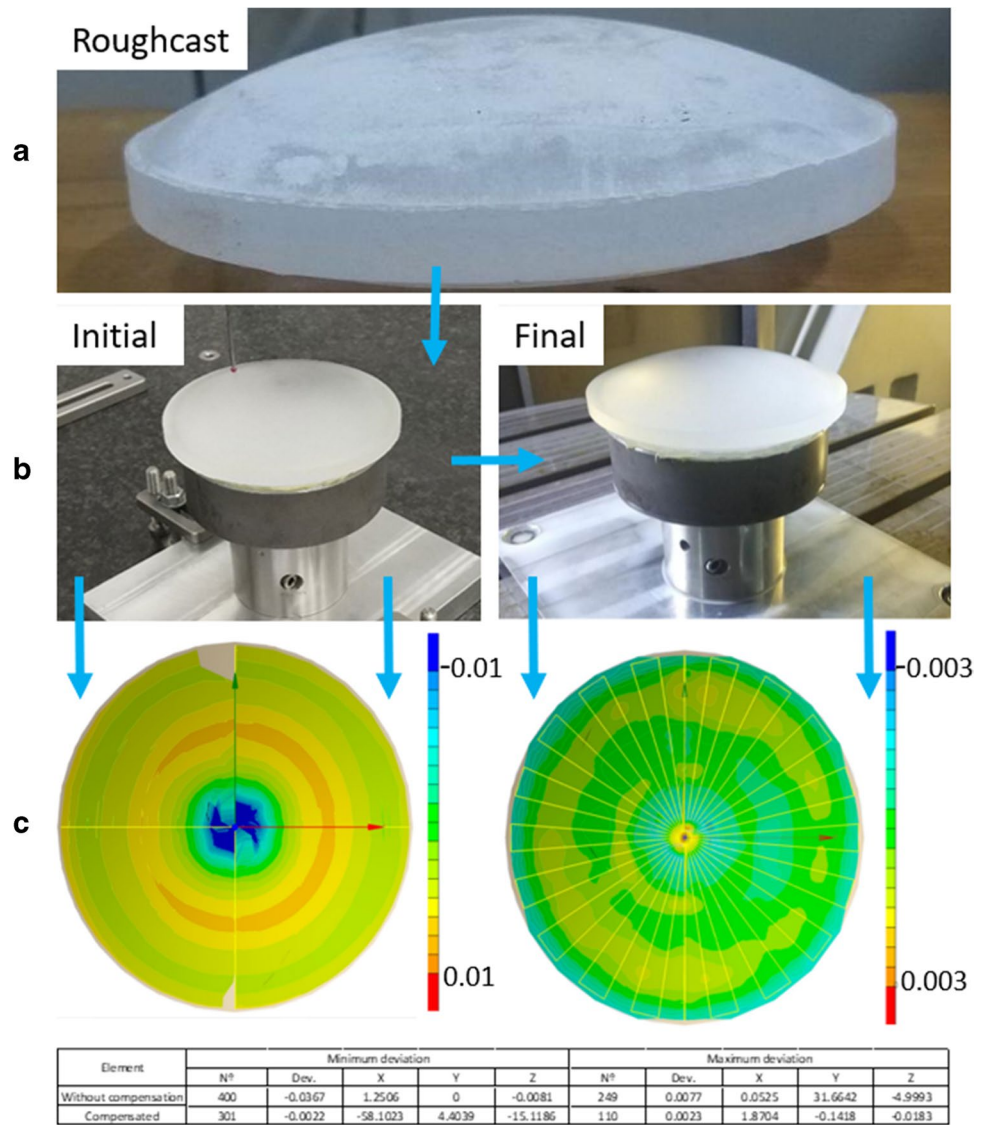 Roughcast
a
Initial
Final
b
-0.01
-0.003
c
0.01
0.003
Element Minimum deviation Maximum deviation
Nº Dev. X Y Z Nº Dev. X Y Z
Without compensation 400 -0.0367 1.2506 0 -0.0081 249 0.0077 0.0525 31.6642 -4.9993
Compensated 301 -0.0022 -58.1023 4.4039 -15.1186 110 0.0023 1.8704 -0.1418 -0.0183